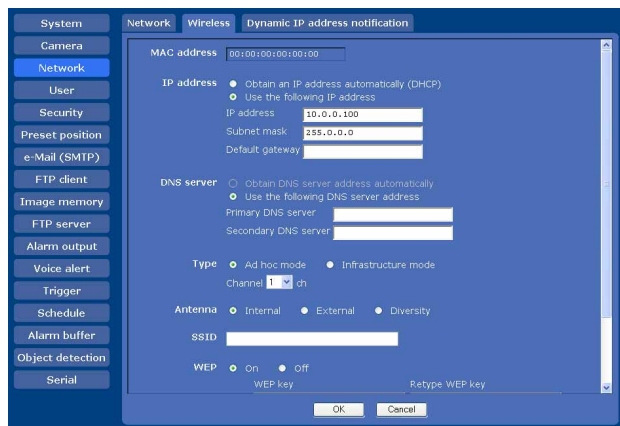 System
Camera
Network
User
Security
Preset position
e-Mail (SMTP)
FTP client
Image memory
FTP server
Alarm output
Voice alert
Trigger
Schedule
Alarm buffer
Object detection
Serial
Network Wireless Dynamic IP address notification
MAC address 00:00:00:00:00:00
IP address Obtain an IP address automatically (DHCP)
Use the following IP address
IP address 10.0.0.100
Subnet mask 255.0.0.0
Default gateway
DNS server Obtain DNS server address automatically
Use the following DNS server address
Primary DNS server
Secondary DNS server
Type Ad hoc mode Infrastructure mode
Channel 1 ch
Antenna Internal External Diversity
SSID
WEP On Off
WEP key Retype WEP key
OK Cancel